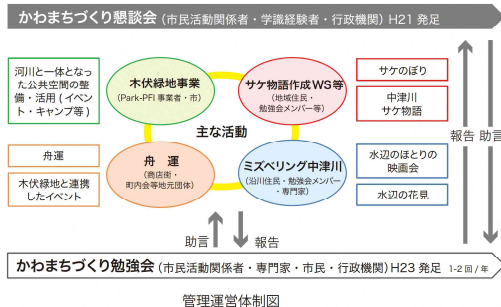 かわまちづくり懇談会(市民活動関係者・学識経験者・行政機関)H21 発足
河川と一体となっ
た公共空間の整
備・活用(イベン
ト・キャンプ等)
木伏緑地事業
(Park-PFI 事業者・市)
サケ物語作成WS等
(地域住民・
勉強会メンバー等)
サケのぼり
中津川
サケ物語
主な活動
舟運
木伏緑地と連携
したイベント
舟 運
(商店街・
町内会等地元団体)
ミズベリング中津川
(沿川住民・勉強会メンバー
・専門家)
水辺のほとりの
映画会
水辺の花見
報告
助言
助言
報告
かわまちづくり勉強会(市民活動関係者・専門家・市民・行政機関)H23 発足 1-2回/年
管理運営体制図